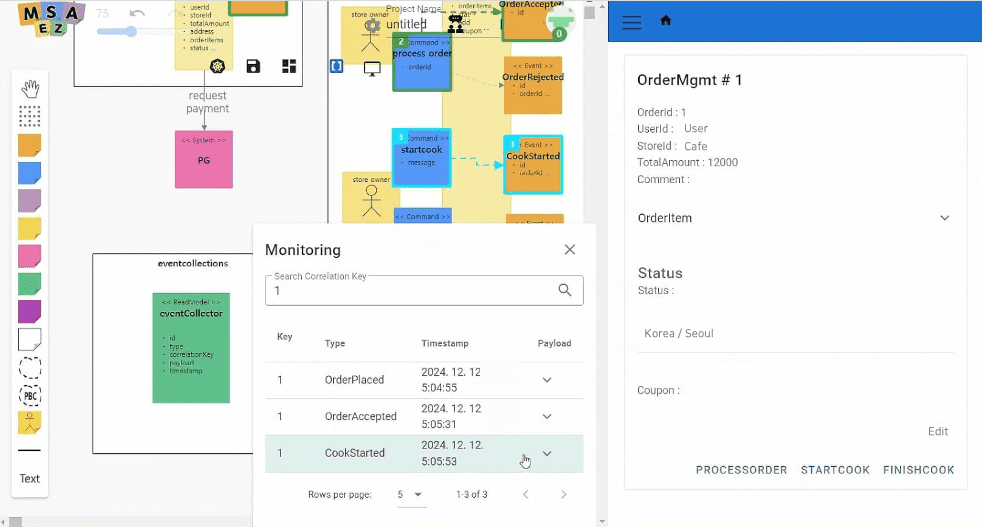 MSA
EZ
75
userId
storeId
totalAmount
address
orderItems
status ...
request
payment
<< System >>
PG
eventcollections
<< ReadModel >>
eventCollector
id
type
correlationKey
payload
timestamp
PBC
Text
Project Name
untitled
store owner
2
Command >>
process order
orderId
orderItems
add
coupon
OrderAccepted
id
0
<< Event >>
OrderRejected
id
orderId ...
3
Command >>
startcook
message
Event >>
CookStarted
id
orderId ...
store owner
<< Command >>
Monitoring
Search Correlation Key
1
Key
Type
Timestamp
Payload
1
OrderPlaced
2024. 12. 12
5:04:55
1
OrderAccepted
2024. 12. 12
5:05:31
1
CookStarted
2024. 12. 12.
5:05:53
Rows per page:
5
1-3 of 3
OrderMgmt # 1
OrderId : 1
UserId : User
StoreId : Cafe
TotalAmount : 12000
Comment :
OrderItem
Status
Status :
Korea / Seoul
Coupon :
Edit
PROCESSORDER STARTCOOK FINISHCOOK